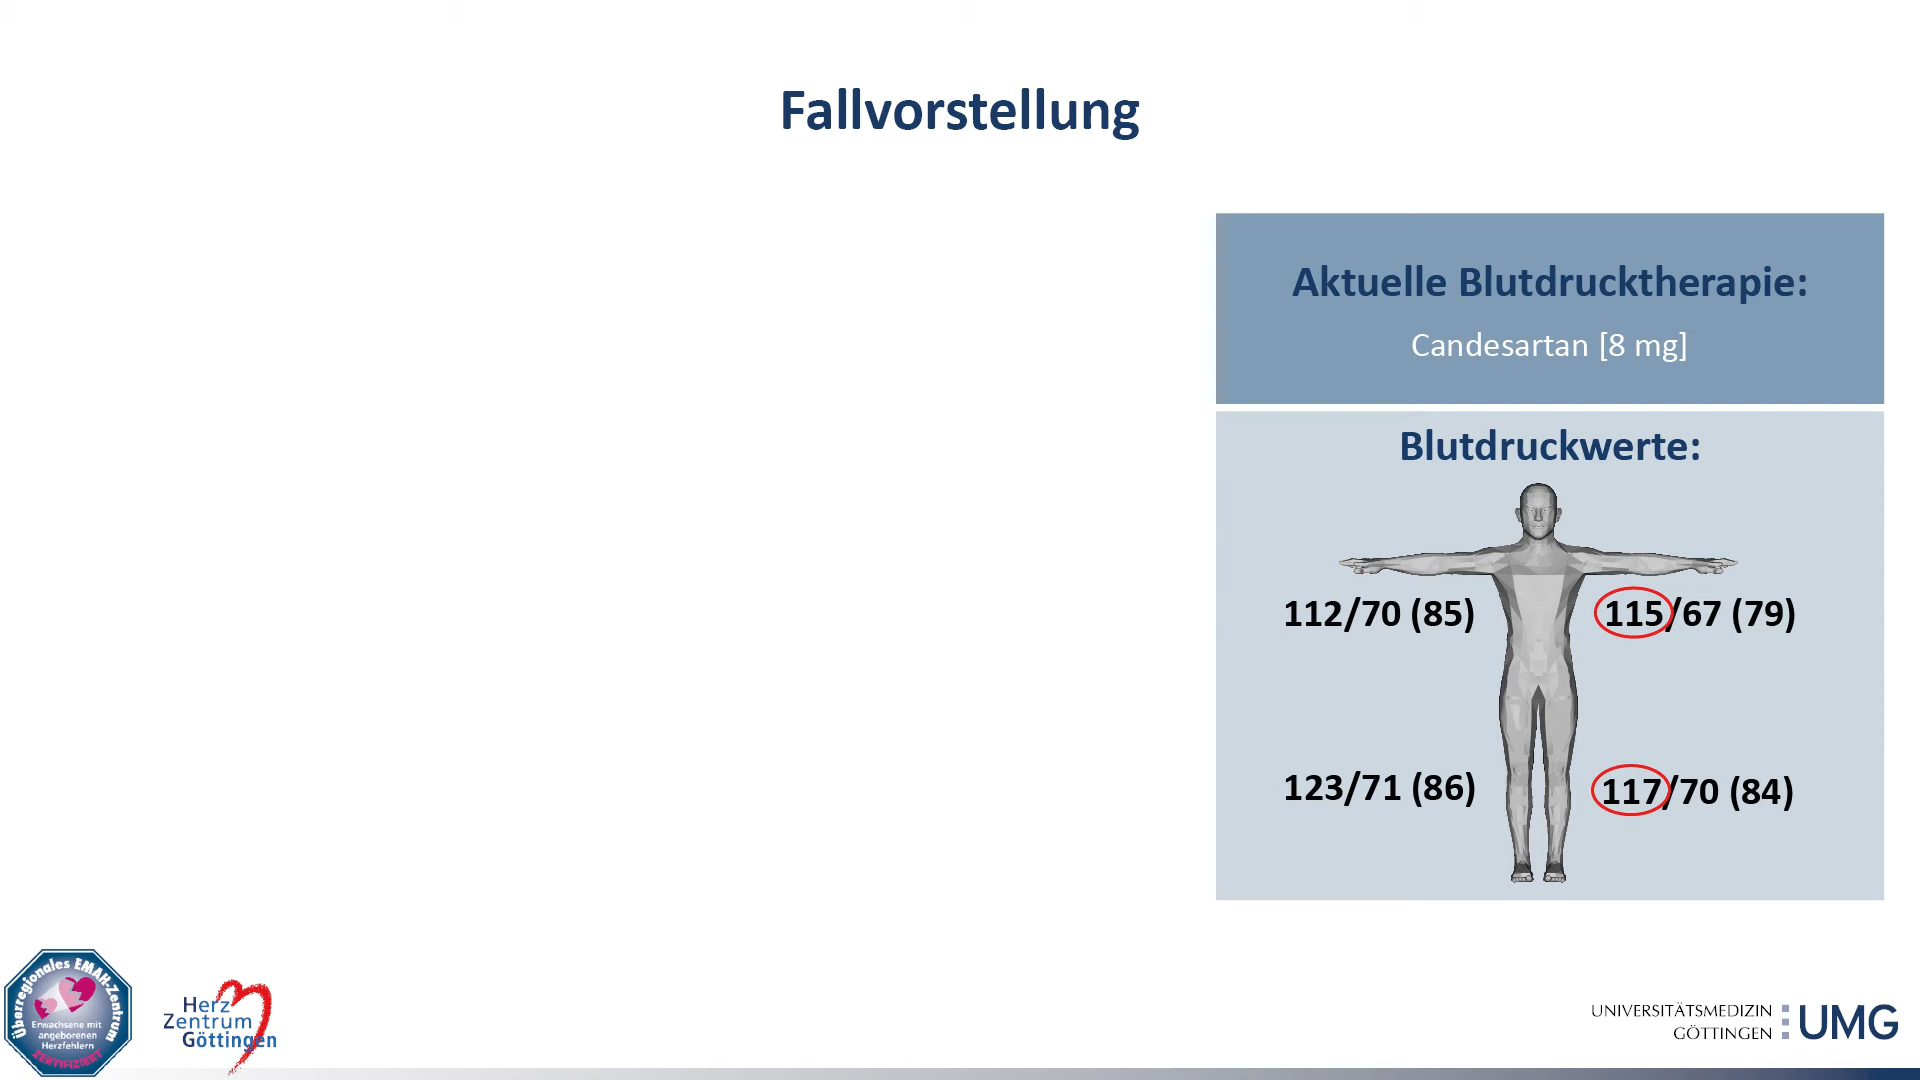 Fallvorstellung
Aktuelle Blutdrucktherapie:
Candesartan [8 mg]
Blutdruckwerte:
112/70 (85)
115/67 (79)
123/71 (86)
117/70 (84)
Überregionales EMAH-Zentrum
Erwachsene mit
angeborenen
Herzfehlern
ZERTIFIZIERT
Herz
Zentrum
Göttingen
UNIVERSITÄTSMEDIZIN
GÖTTINGEN
UMG